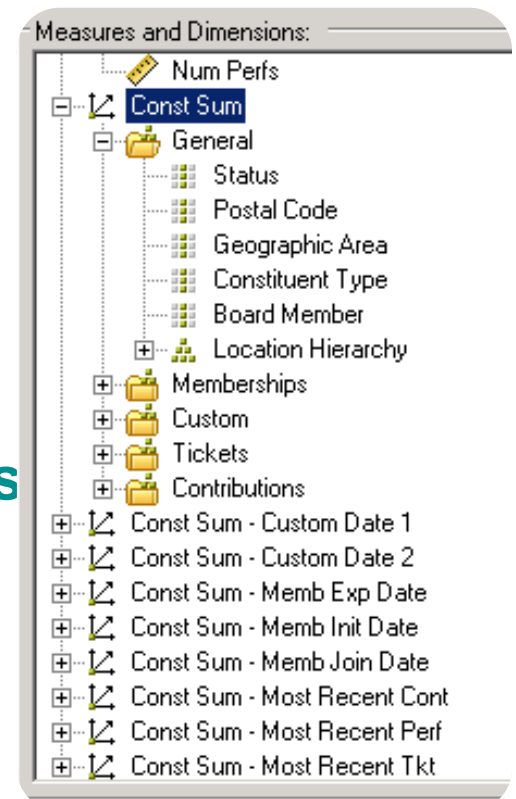 Measures and Dimensions:
Num Perfs
Const Sum
General
Status
Postal Code
Geographic Area
Constituent Type
Board Member
Location Hierarchy
Memberships
Custom
Tickets
s
Contributions
Const Sum - Custom Date 1
Const Sum - Custom Date 2
Const Sum - Memb Exp Date
Const Sum - Memb Init Date
Const Sum - Memb Join Date
Const Sum - Most Recent Cont
Const Sum - Most Recent Perf
Const Sum - Most Recent Tkt